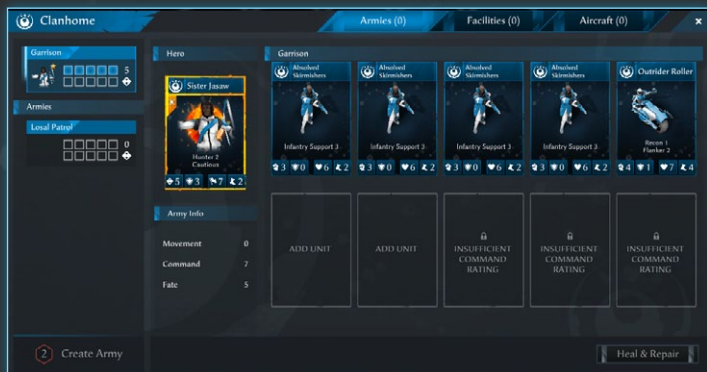 Clanhome
Armies (0)
Facilities (0)
Aircraft (0)
×
Garrison
5
Armies
Losal Patrol
0
Hero
Sister Jasaw
Hunter 2
Cautious
5 3 7 2
Army Info
Movement 0
Command 7
Fate 5
Garrison
Absolved
Skirmishers
Infantry Support 3
3 0 6 2
Absolved
Skirmishers
Infantry Support 3
3 0 6 2
Absolved
Skirmishers
Infantry Support 3
3 0 6 2
Absolved
Skirmishers
Infantry Support 3
3 0 6 2
Outrider Roller
Recon 1
Flanker 2
4 1 7 4
ADD UNIT
ADD UNIT
INSUFFICIENT
COMMAND
RATING
INSUFFICIENT
COMMAND
RATING
INSUFFICIENT
COMMAND
RATING
2 Create Army
Heal & Repair